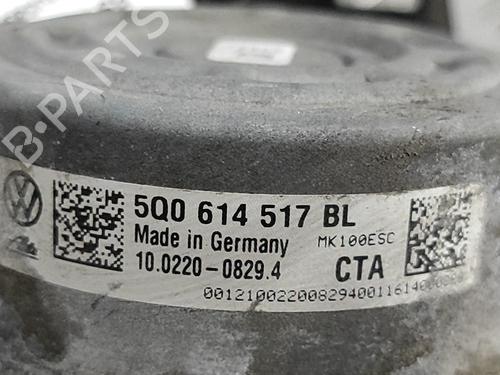 5Q0 614 517 BL
Made in Germany
MK100ESC
10.0220-0829.4
CTA
B-PARTS